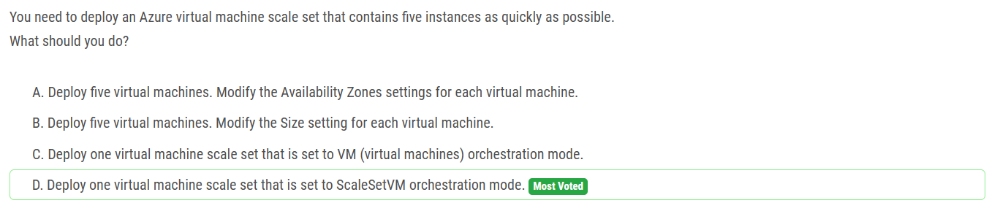 You need to deploy an Azure virtual machine scale set that contains five instances as quickly as possible.
What should you do?
A. Deploy five virtual machines. Modify the Availability Zones settings for each virtual machine.
B. Deploy five virtual machines. Modify the Size setting for each virtual machine.
C. Deploy one virtual machine scale set that is set to VM (virtual machines) orchestration mode.
D. Deploy one virtual machine scale set that is set to ScaleSetVM orchestration mode. Most Voted